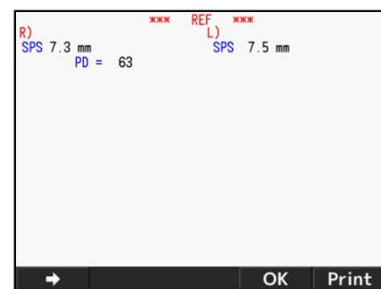 *** REF ***
R) L)
SPS 7.3 mm SPS 7.5 mm
PD = 63
➡ OK Print